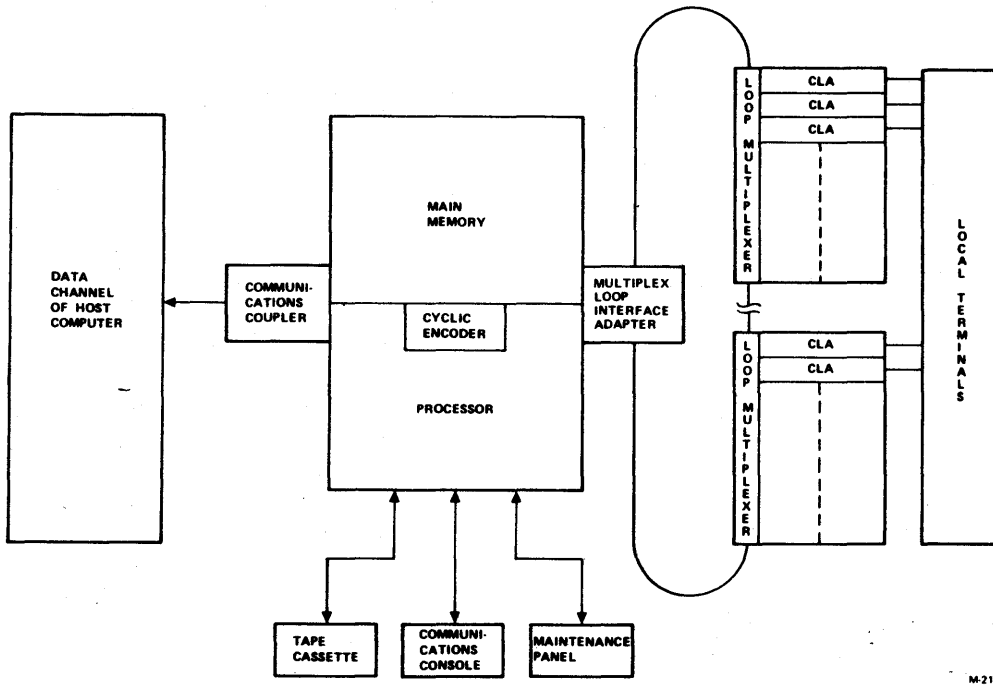 DATA
CHANNEL
OF HOST
COMPUTER
COMMUNI-
CATIONS
COUPLER
MAIN
MEMORY
CYCLIC
ENCODER
PROCESSOR
MULTIPLEX
LOOP
INTERFACE
ADAPTER
LOOP MULTIPLEXER
CLA
CLA
CLA
LOOP MULTIPLEXER
CLA
CLA
LOCAL TERMINALS
TAPE
CASSETTE
COMMUNI-
CATIONS
CONSOLE
MAINTENANCE
PANEL
M-21